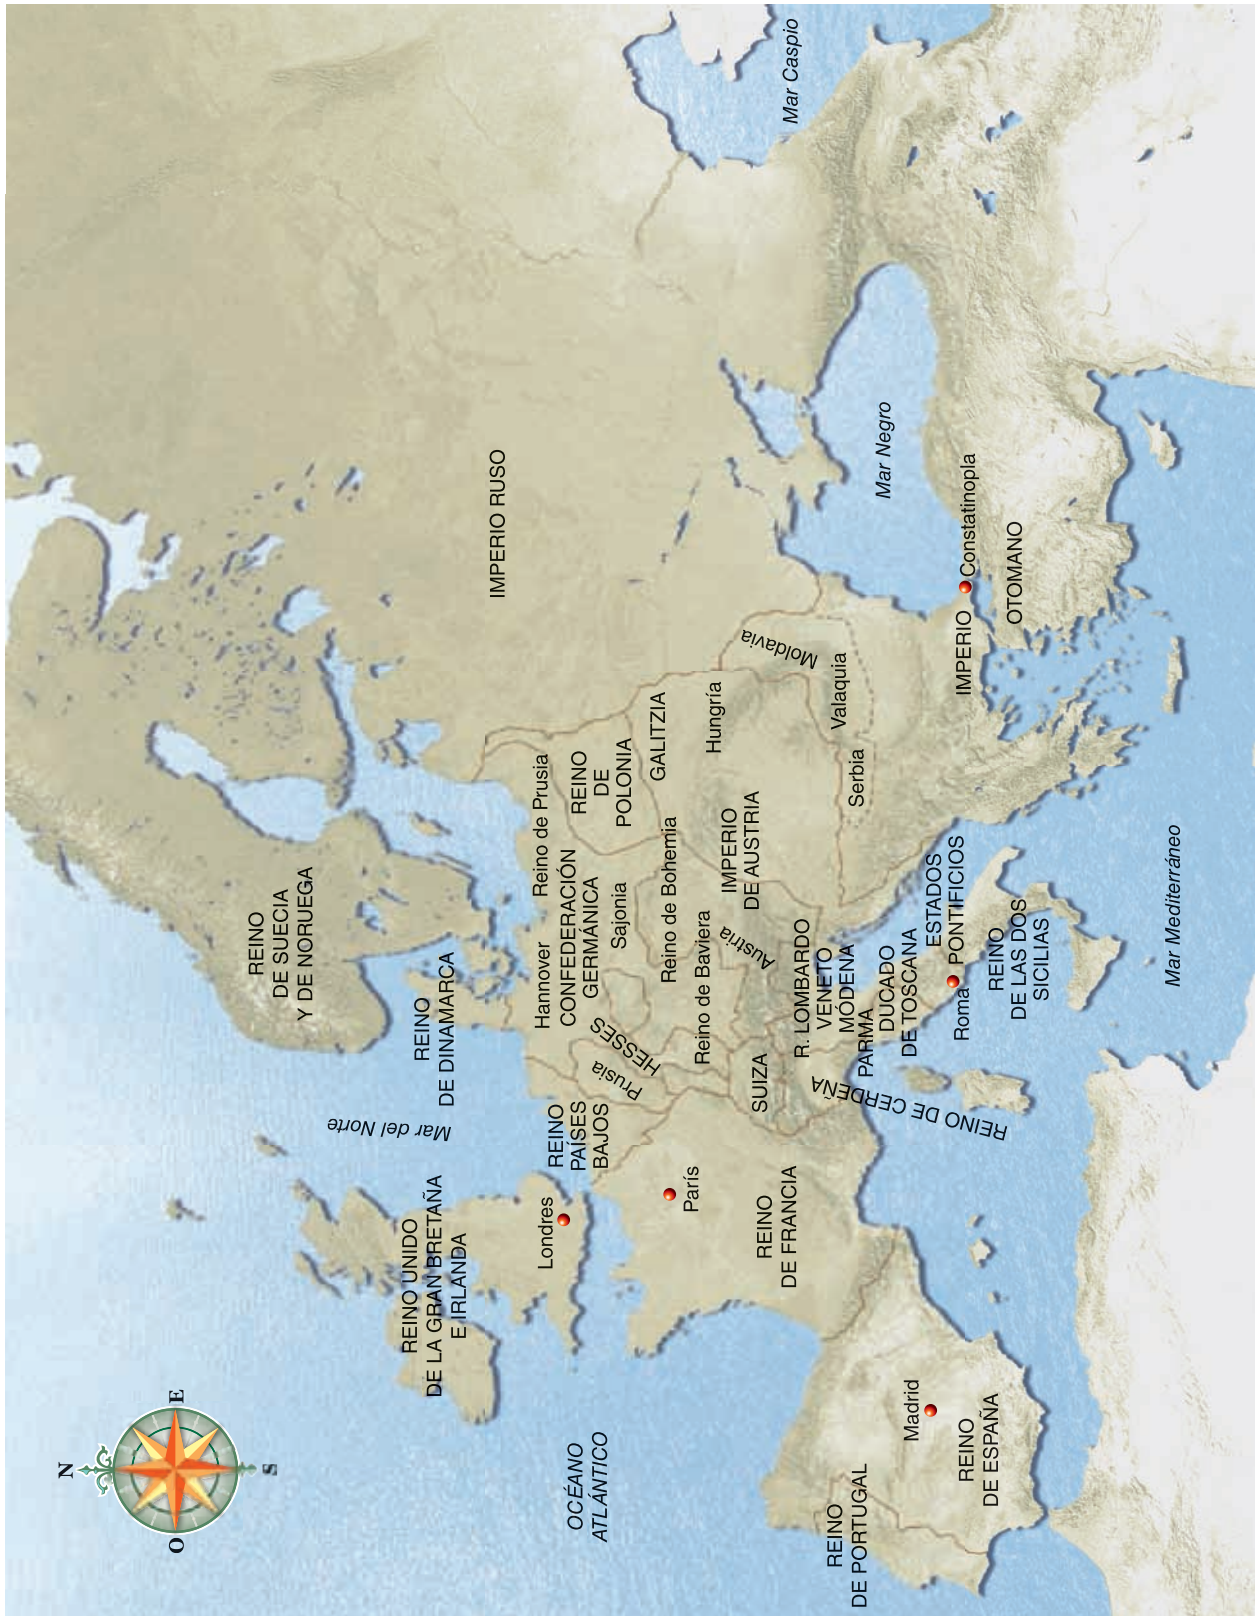 N
O
E
S
REINO
DE SUECIA
Y DE NORUEGA
IMPERIO RUSO
Mar Caspio
REINO UNIDO
DE LA GRAN BRETAÑA
E IRLANDA
Mar del Norte
REINO
DE DINAMARCA
OCÉANO
ATLÁNTICO
Londres
REINO
PAÍSES
BAJOS
Prusia
HESSES
Hannover
CONFEDERACIÓN
GERMÁNICA
Sajonia
Reino de Prusia
REINO
DE
POLONIA
GALITZIA
París
Reino de Bohemia
Reino de Baviera
Hungría
IMPERIO
DE AUSTRIA
Austria
Moldavia
REINO
DE FRANCIA
SUIZA
R. LOMBARDO
VENETO
MÓDENA
PARMA
DUCADO
DE TOSCANA
REINO DE CERDEÑA
Valaquia
Serbia
Mar Negro
REINO
DE PORTUGAL
Madrid
REINO
DE ESPAÑA
ESTADOS
PONTIFICIOS
Roma
REINO
DE LAS DOS
SICILIAS
IMPERIO
Constatinopla
OTOMANO
Mar Mediterráneo